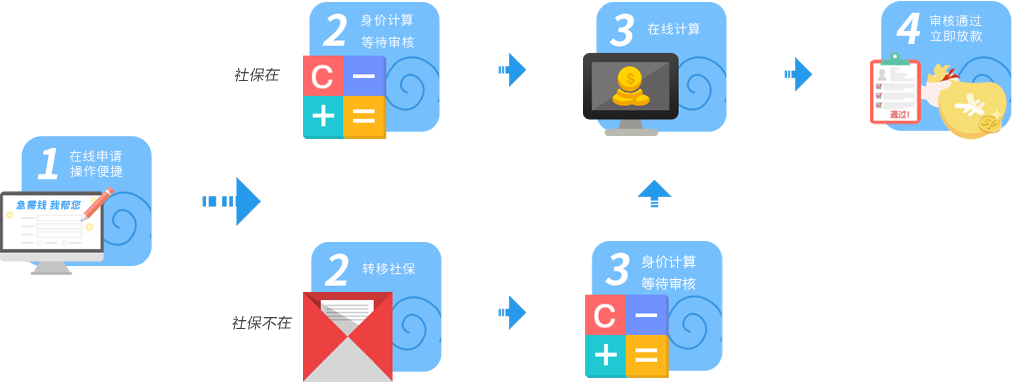 1
在线申请
操作便捷
急需钱 我帮您
社保在
2
身价计算
等待审核
C
3
在线计算
$
4
审核通过
立即放款
通过!
¥
社保不在
2
转移社保
3
身价计算
等待审核
C